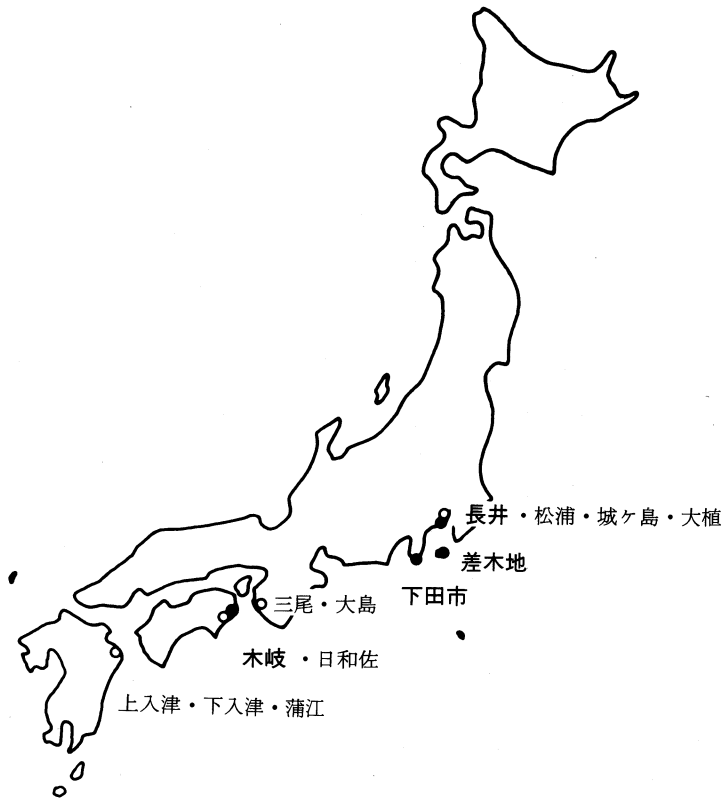 長井・松浦・城ケ島・大植
差木地
下田市
三尾・大島
木岐・日和佐
上入津・下入津・蒲江